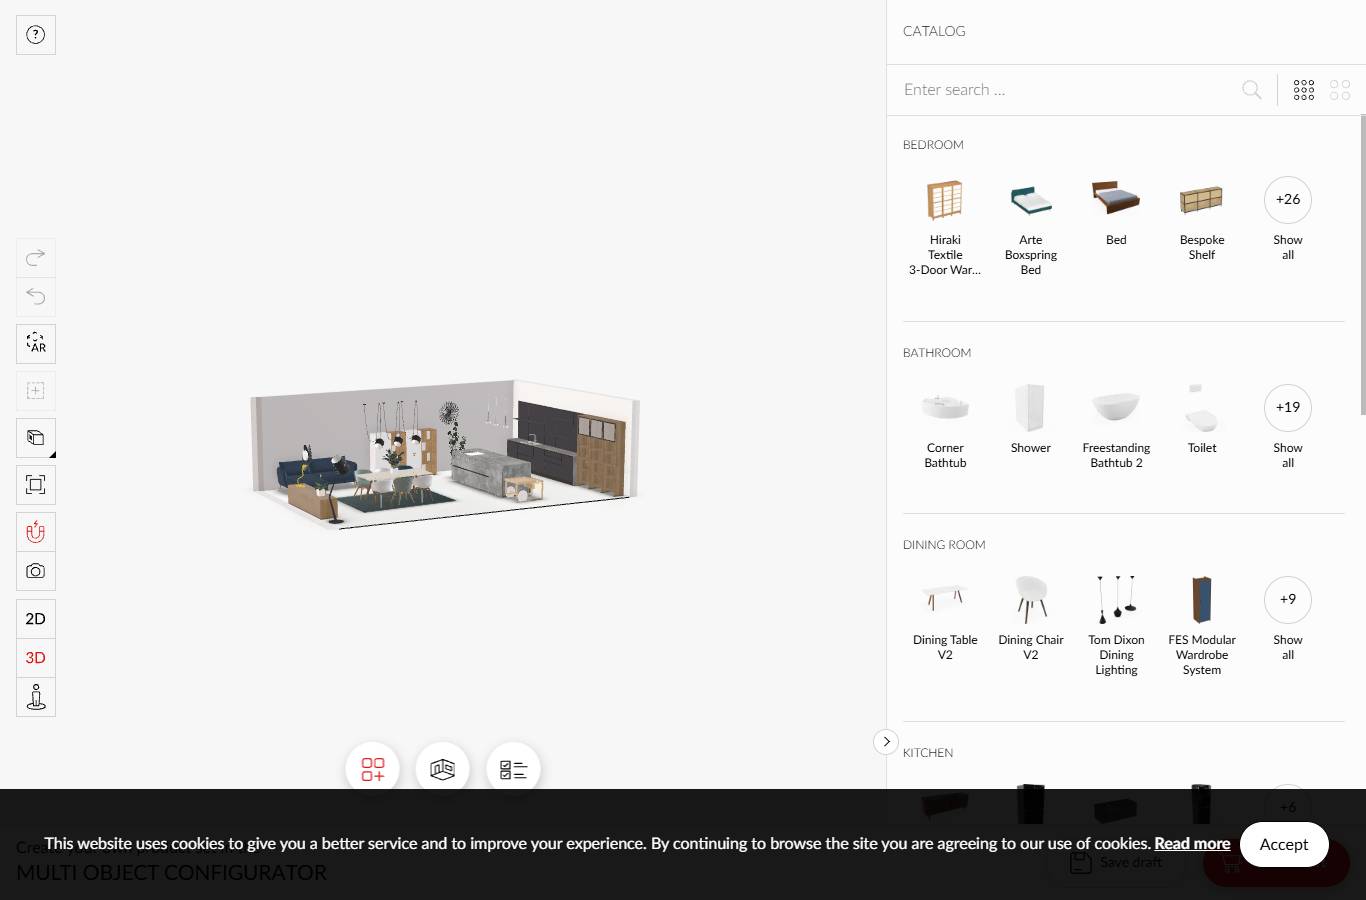 ?
CATALOG
Enter search ...
BEDROOM
Hiraki
Textile
3-Door War...
Arte
Boxspring
Bed
Bed
Bespoke
Shelf
+26
Show
all
AR
BATHROOM
Corner
Bathtub
Shower
Freestanding
Bathtub 2
Toilet
+19
Show
all
DINING ROOM
Dining Table
V2
Dining Chair
V2
Tom Dixon
Dining
Lighting
FES Modular
Wardrobe
System
+9
Show
all
2D
3D
KITCHEN
+6
This website uses cookies to give you a better service and to improve your experience. By continuing to browse the site you are agreeing to our use of cookies. Read more
Accept
MULTI OBJECT CONFIGURATOR
Save draft